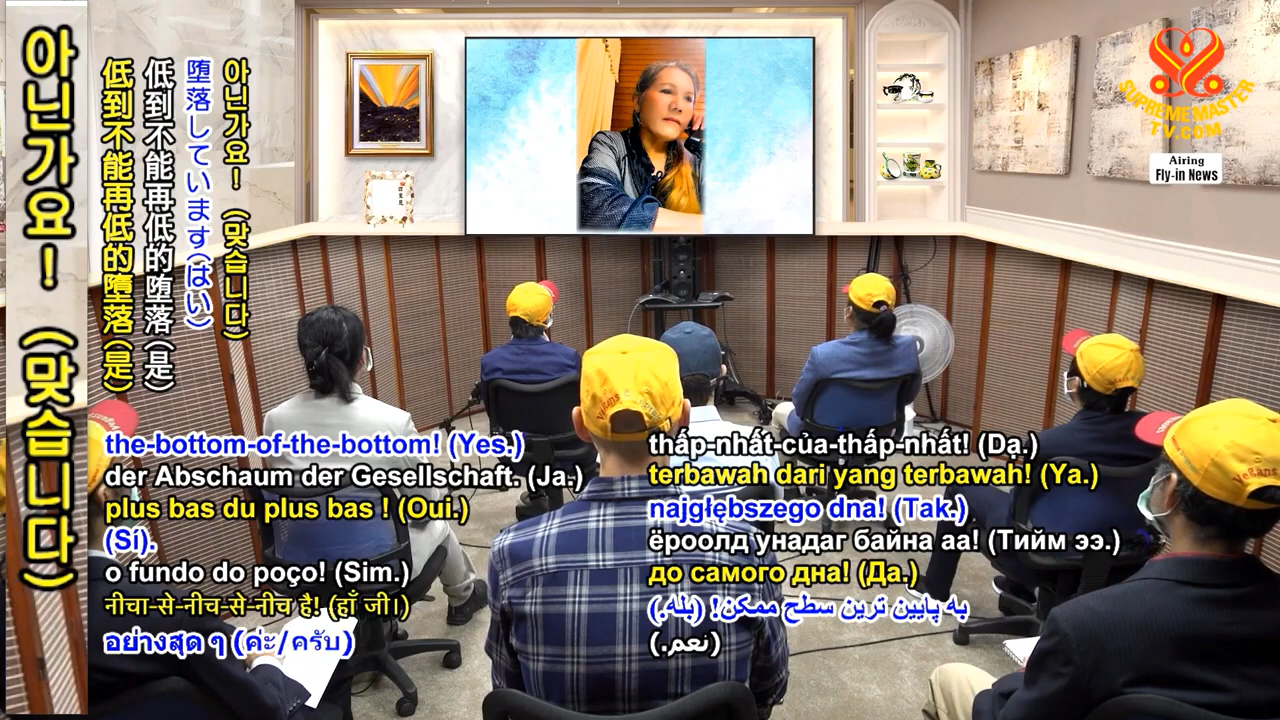 아닌가요! (맞습니다)
低到不能再低的墮落(是)
低到不能再低的堕落(是)
堕落しています(はい)
아닌가요! (맞습니다)
SUPREME MASTER
TV.COM
Airing
Fly-in News
the-bottom-of-the-bottom! (Yes.)
der Abschaum der Gesellschaft. (Ja.)
plus bas du plus bas ! (Oui.)
(Sí).
o fundo do poço! (Sim.)
नीचा-से-नीच-से-नीच है! (हाँ जी।)
อย่างสุด ๆ (ค่ะ/ครับ)
thấp-nhất-của-thấp-nhất! (Dạ.)
terbawah dari yang terbawah! (Ya.)
najgłębszego dna! (Tak.)
ёроолд унадаг байна аа! (Тийм ээ.)
до самого дна! (Да.)
به پایین ترین سطح ممکن! (بله.)
(نعم.)